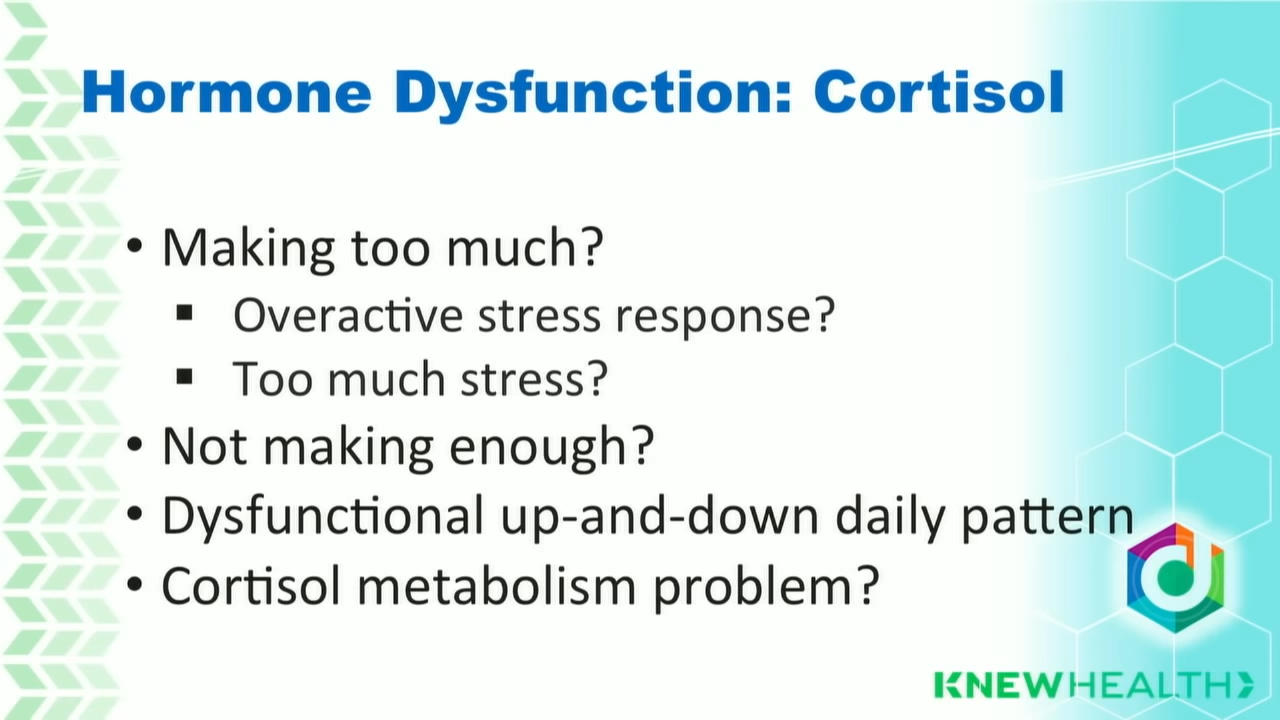 Hormone Dysfunction: Cortisol
• Making too much?
▪ Overactive stress response?
▪ Too much stress?
• Not making enough?
• Dysfunctional up-and-down daily pattern
• Cortisol metabolism problem?
d
KNEWHEALTH